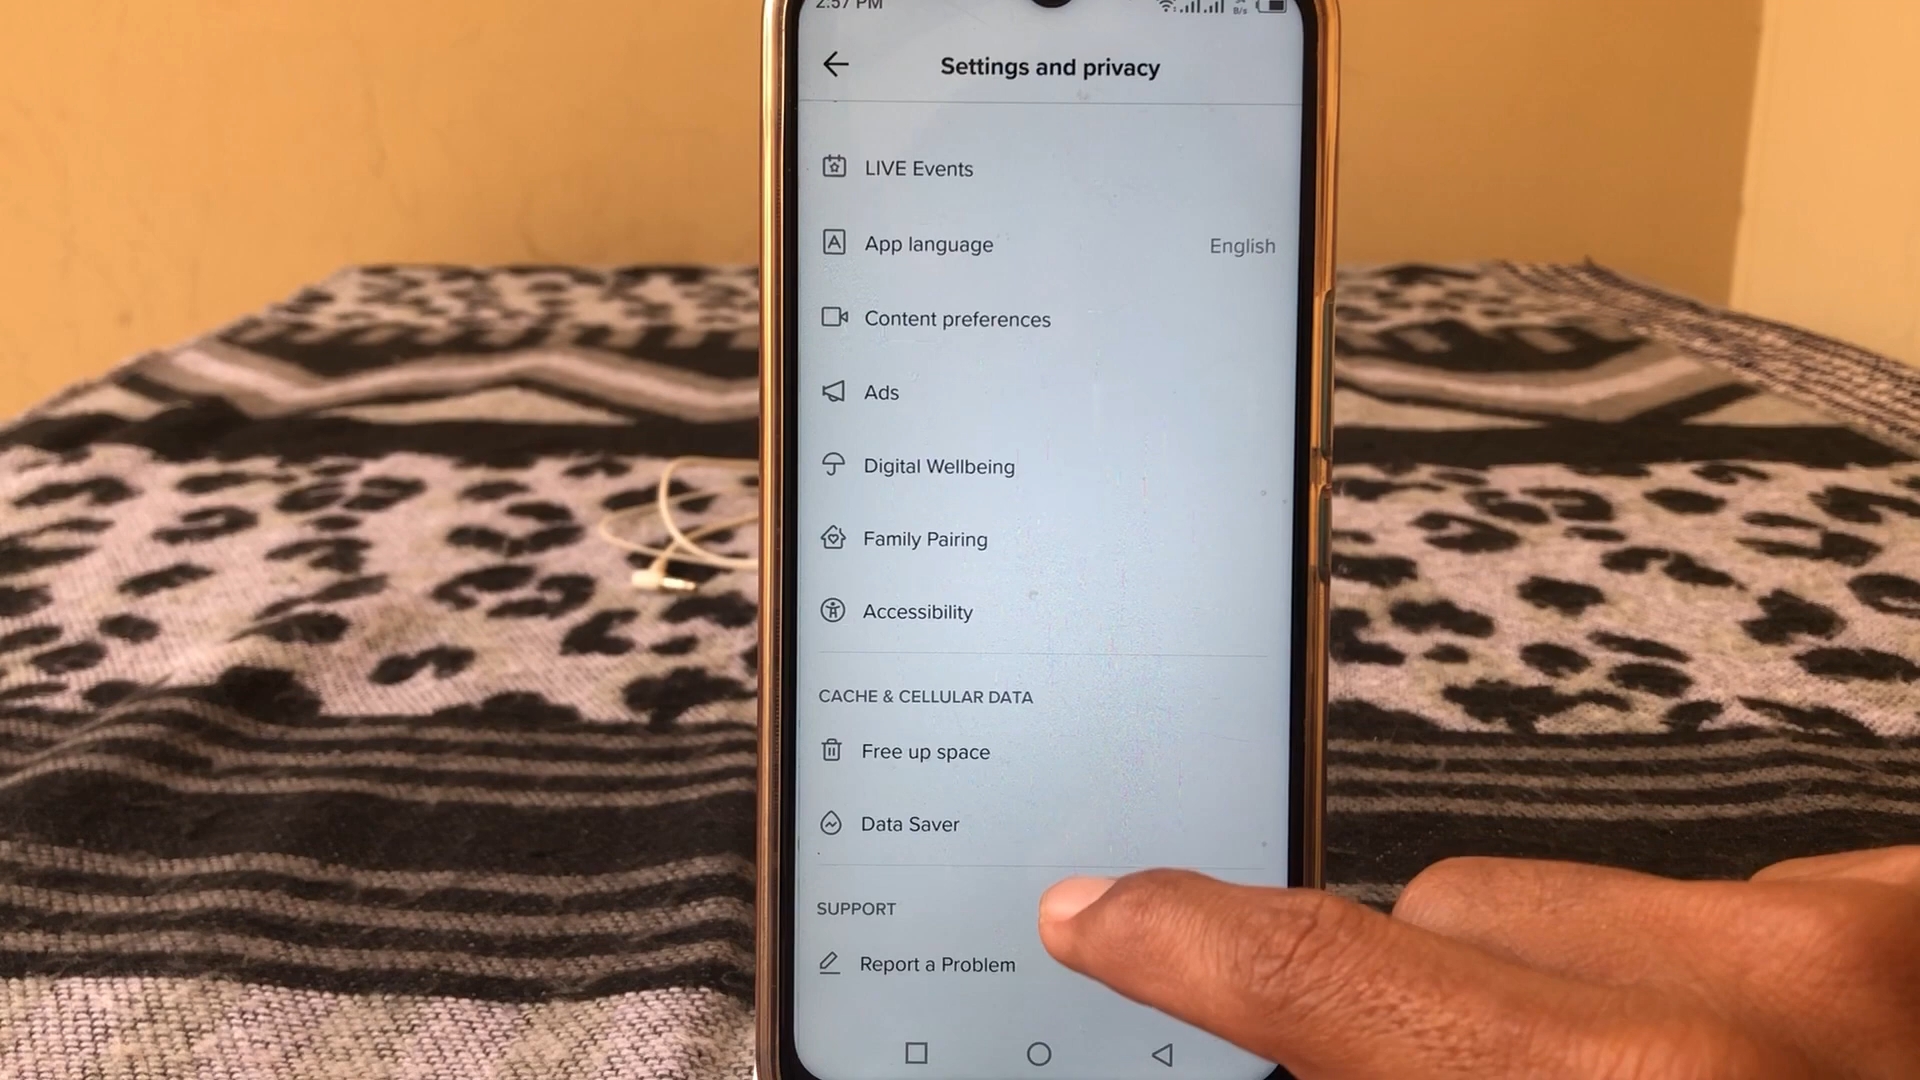 2:57 PM
B/s
Settings and privacy
LIVE Events
App language English
Content preferences
Ads
Digital Wellbeing
Family Pairing
Accessibility
CACHE & CELLULAR DATA
Free up space
Data Saver
SUPPORT
Report a Problem